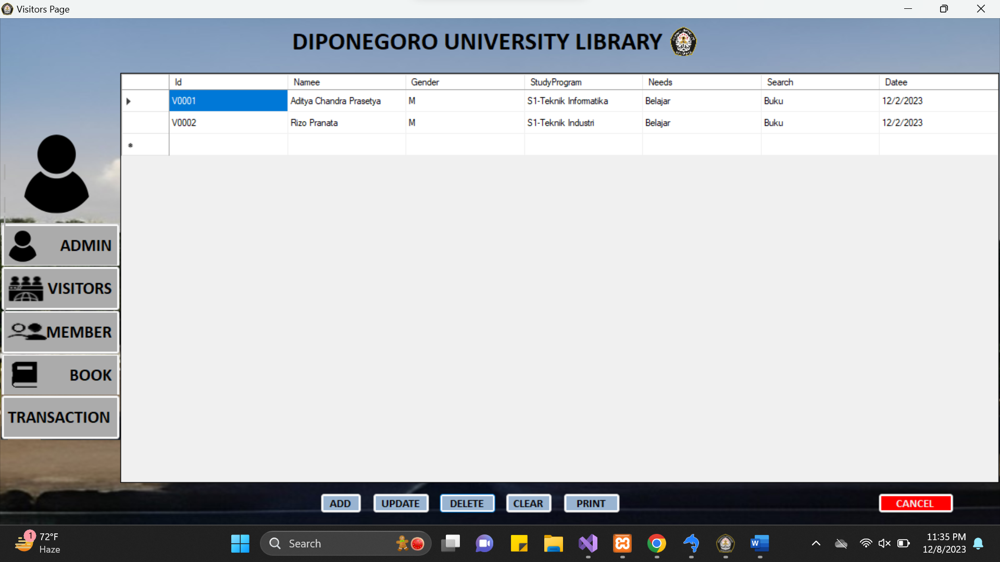 Visitors Page
DIPONEGORO UNIVERSITY LIBRARY
Id Namee Gender StudyProgram Needs Search Datee
V0001 Aditya Chandra Prasetya M S1-Teknik Informatika Belajar Buku 12/2/2023
V0002 Rizo Pranata M S1-Teknik Industri Belajar Buku 12/2/2023
ADMIN
VISITORS
MEMBER
BOOK
TRANSACTION
ADD UPDATE DELETE CLEAR PRINT CANCEL
1 72°F
Haze
Search
W
11:35 PM
12/8/2023